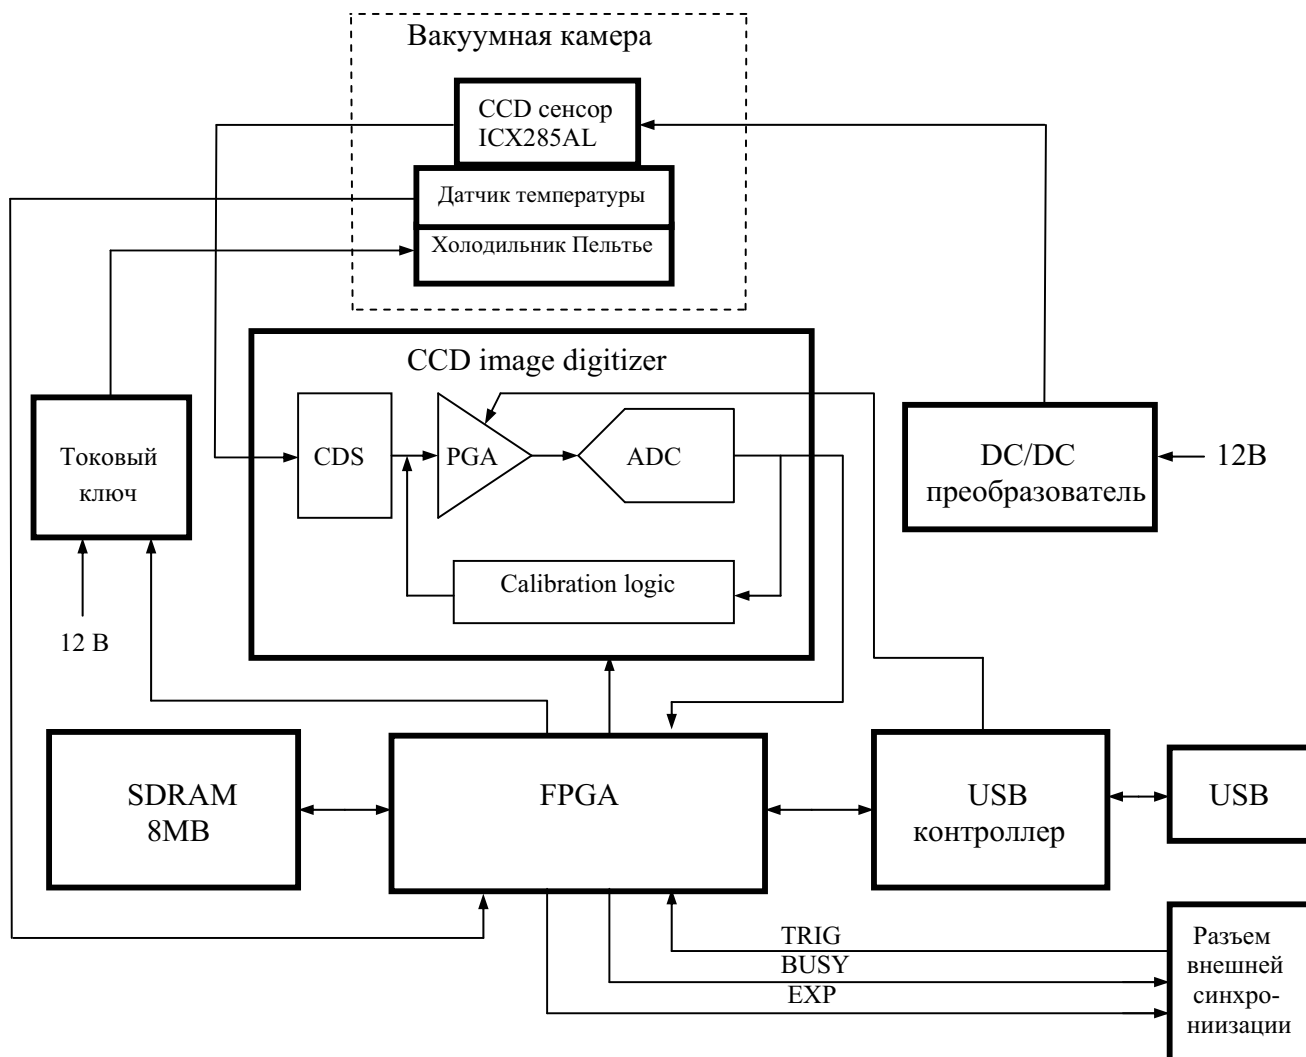 Вакуумная камера
CCD сенсор
ICX285AL
Датчик температуры
Холодильник Пельтье
CCD image digitizer
Токовый
ключ
CDS
PGA
ADC
DC/DC
преобразователь
12В
Calibration logic
12 В
SDRAM
8MB
FPGA
USB
контроллер
USB
TRIG
BUSY
EXP
Разъем
внешней
синхро-
ниизации